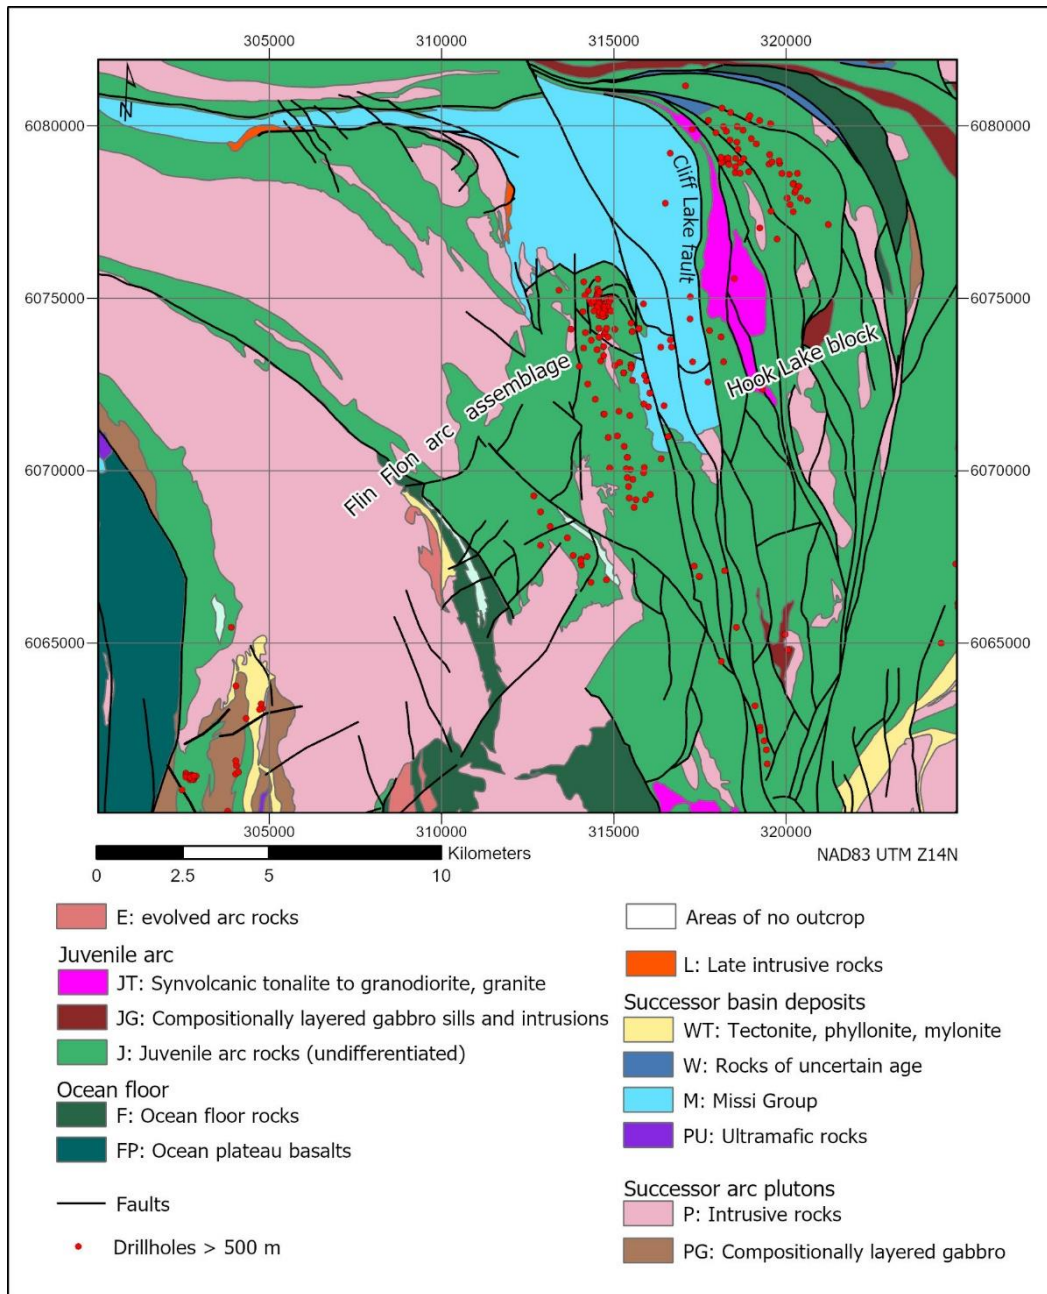 305000 310000 315000 320000
N
6080000 6080000
Cliff Lake fault
6075000 6075000
Hook Lake block
Flin Flon arc assemblage
6070000 6070000
6065000 6065000
305000 310000 315000 320000
Kilometers
NAD83 UTM Z14N
0 2.5 5 10
E: evolved arc rocks
Juvenile arc
JT: Synvolcanic tonalite to granodiorite, granite
JG: Compositionally layered gabbro sills and intrusions
J: Juvenile arc rocks (undifferentiated)
Ocean floor
F: Ocean floor rocks
FP: Ocean plateau basalts
Faults
Drillholes > 500 m
Areas of no outcrop
L: Late intrusive rocks
Successor basin deposits
WT: Tectonite, phyllonite, mylonite
W: Rocks of uncertain age
M: Missi Group
PU: Ultramafic rocks
Successor arc plutons
P: Intrusive rocks
PG: Compositionally layered gabbro